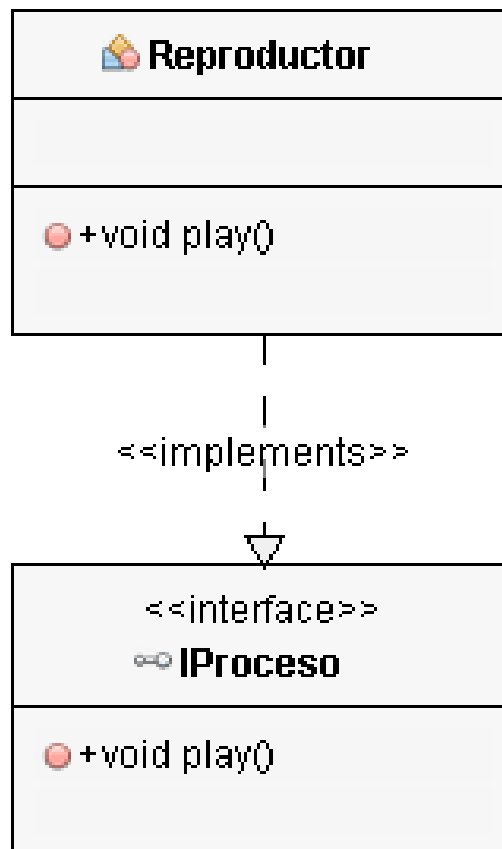 Reproductor
+void play()
<<implements>>
<<interface>>
IProceso
+void play()